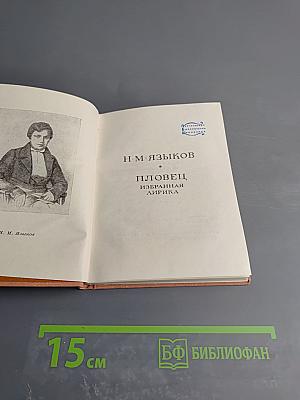 Н. М. Языков
Н·М·ЯЗЫКОВ
ПЛОВЕЦ
ИЗБРАННАЯ
ЛИРИКА
15 СМ
БФ БИБЛИОФАН